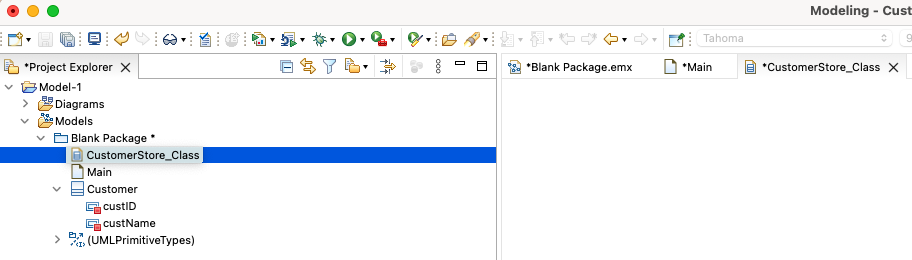 Modeling - Cust
Tahoma
9
*Project Explorer
*Blank Package.emx
*Main
*CustomerStore_Class
Model-1
Diagrams
Models
Blank Package *
CustomerStore_Class
Main
Customer
custID
custName
(UMLPrimitiveTypes)